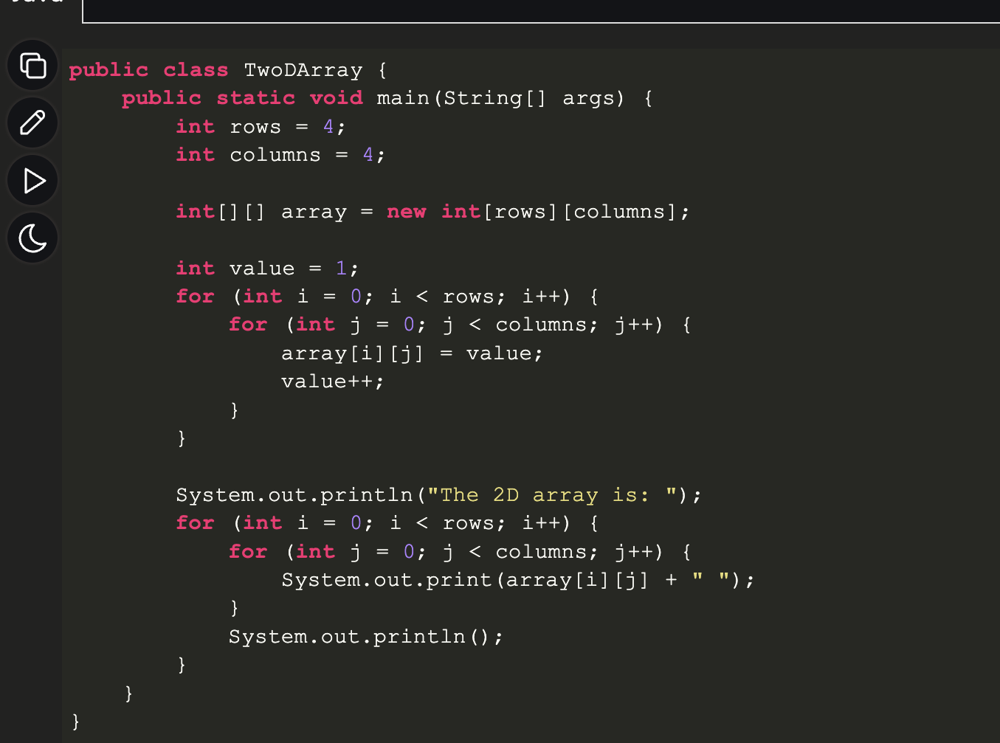 public class TwoDArray {
    public static void main(String[] args) {
        int rows = 4;
        int columns = 4;

        int[][] array = new int[rows][columns];

        int value = 1;
        for (int i = 0; i < rows; i++) {
            for (int j = 0; j < columns; j++) {
                array[i][j] = value;
                value++;
            }
        }

        System.out.println("The 2D array is: ");
        for (int i = 0; i < rows; i++) {
            for (int j = 0; j < columns; j++) {
                System.out.print(array[i][j] + " ");
            }
            System.out.println();
        }
    }
}